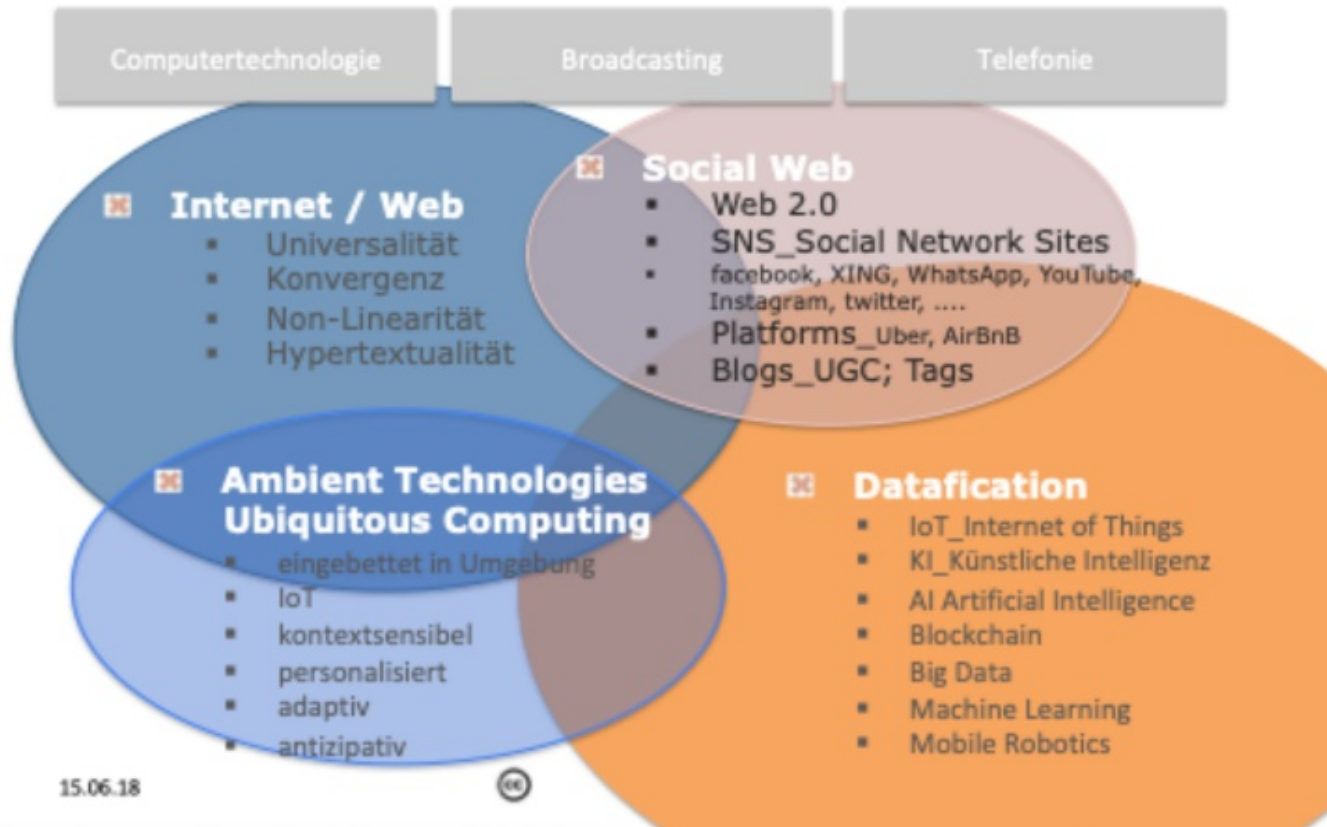 Computertechnologie
Broadcasting
Telefonie
Internet / Web
Universalität
Konvergenz
Non-Linearität
Hypertextualität
Social Web
Web 2.0
SNS_Social Network Sites
facebook, XING, WhatsApp, YouTube,
Instagram, twitter, ....
Platforms_Uber, AirBnB
Blogs_UGC; Tags
Ambient Technologies
Ubiquitous Computing
eingebettet in Umgebung
IoT
kontextsensibel
personalisiert
adaptiv
antizipativ
Datafication
IoT_Internet of Things
KI_Künstliche Intelligenz
AI Artificial Intelligence
Blockchain
Big Data
Machine Learning
Mobile Robotics
15.06.18
cc